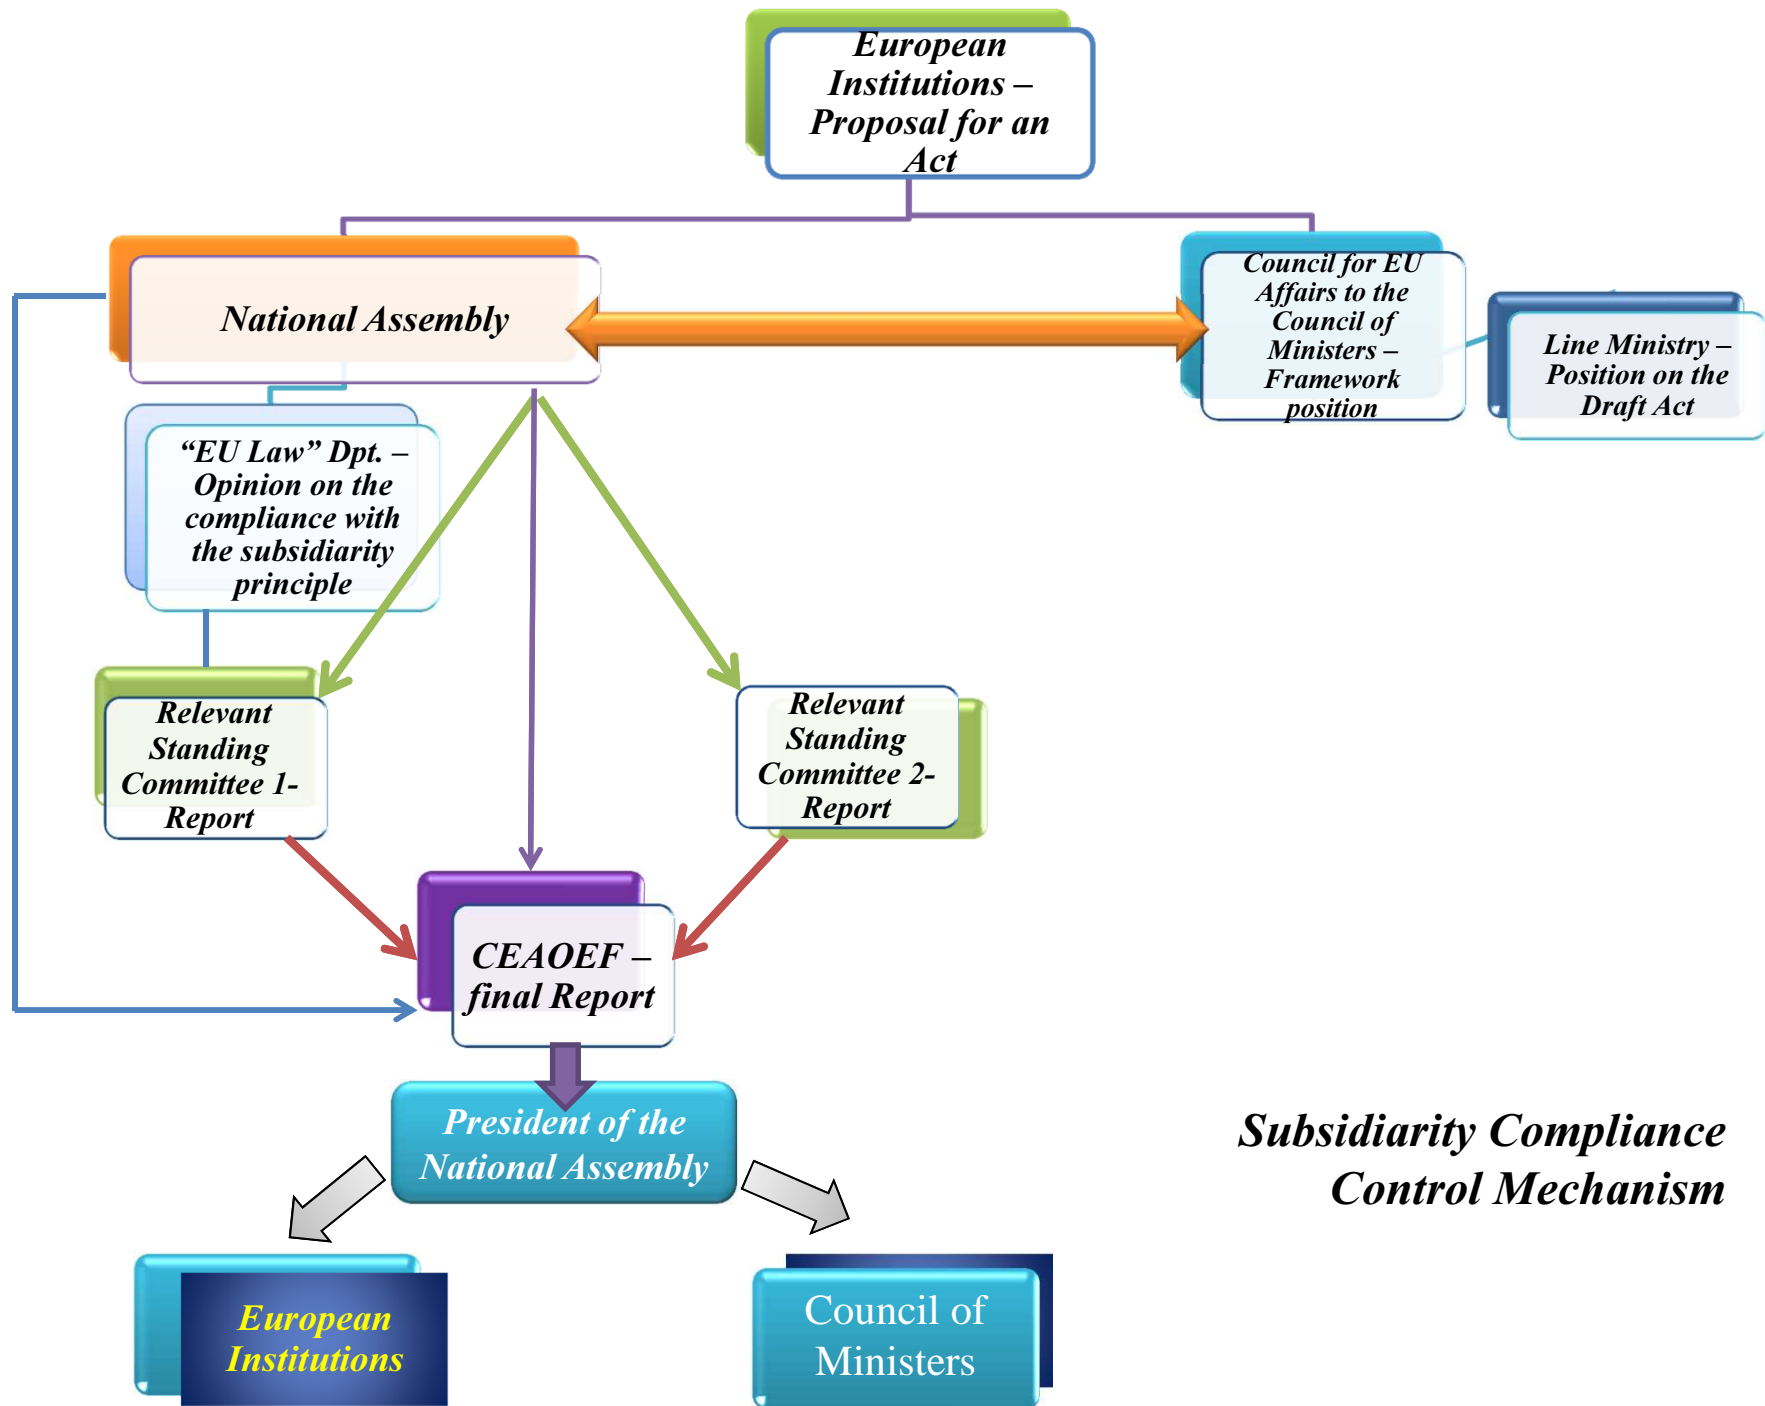 European
Institutions –
Proposal for an
Act
National Assembly
Council for EU
Affairs to the
Council of
Ministers –
Framework
position
Line Ministry –
Position on the
Draft Act
“EU Law” Dpt. –
Opinion on the
compliance with
the subsidiarity
principle
Relevant
Standing
Committee 1-
Report
Relevant
Standing
Committee 2-
Report
CEAOEF –
final Report
President of the
National Assembly
Subsidiarity Compliance
Control Mechanism
European
Institutions
Council of
Ministers